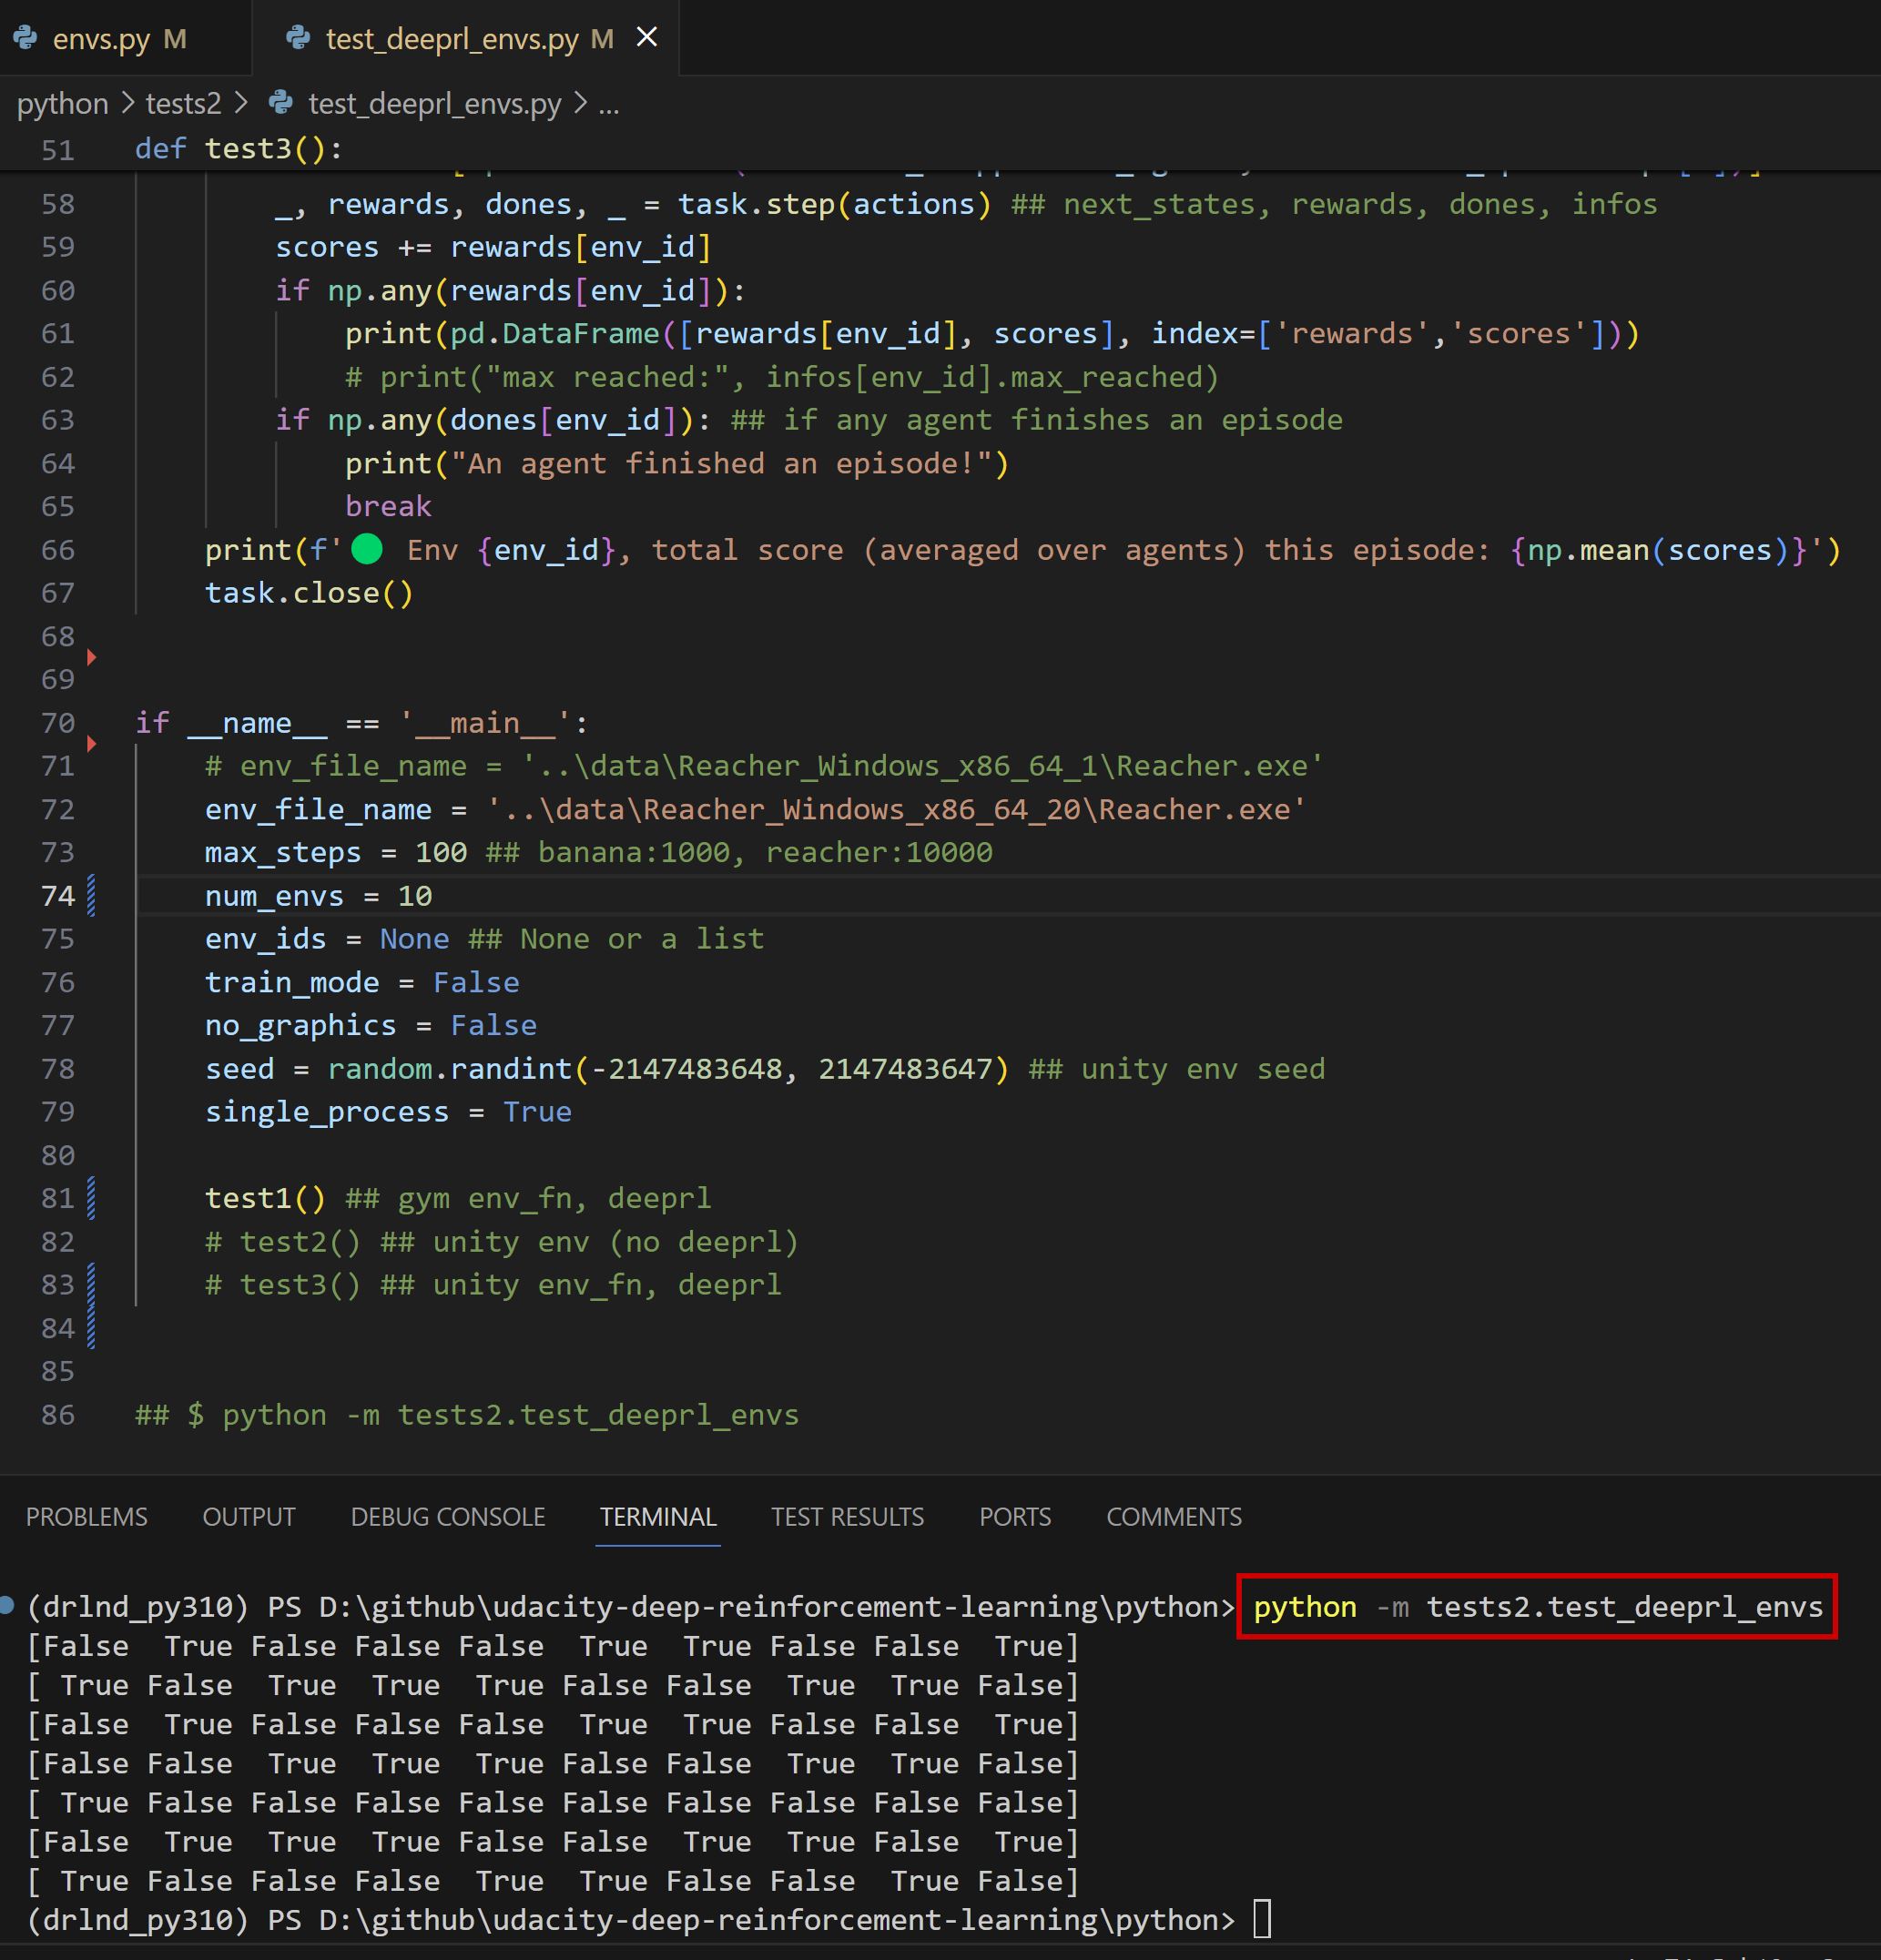 envs.py M test_deeprl_envs.py M
python > tests2 > test_deeprl_envs.py > ...
51 def test3():
58 _, rewards, dones, _ = task.step(actions) ## next_states, rewards, dones, infos
59 scores += rewards[env_id]
60 if np.any(rewards[env_id]):
61 print(pd.DataFrame([rewards[env_id], scores], index=['rewards','scores']))
62 # print("max reached:", infos[env_id].max_reached)
63 if np.any(dones[env_id]): ## if any agent finishes an episode
64 print("An agent finished an episode!")
65 break
66 print(f'🟢 Env {env_id}, total score (averaged over agents) this episode: {np.mean(scores)}')
67 task.close()
68
69
70 if __name__ == '__main__':
71 # env_file_name = '..\data\Reacher_Windows_x86_64_1\Reacher.exe'
72 env_file_name = '..\data\Reacher_Windows_x86_64_20\Reacher.exe'
73 max_steps = 100 ## banana:1000, reacher:10000
74 num_envs = 10
75 env_ids = None ## None or a list
76 train_mode = False
77 no_graphics = False
78 seed = random.randint(-2147483648, 2147483647) ## unity env seed
79 single_process = True
80
81 test1() ## gym env_fn, deeprl
82 # test2() ## unity env (no deeprl)
83 # test3() ## unity env_fn, deeprl
84
85
86 ## $ python -m tests2.test_deeprl_envs
PROBLEMS OUTPUT DEBUG CONSOLE TERMINAL TEST RESULTS PORTS COMMENTS
(drlnd_py310) PS D:\github\udacity-deep-reinforcement-learning\python> python -m tests2.test_deeprl_envs
[False  True False False False  True  True False False  True]
[ True False  True  True  True False False  True  True False]
[False  True False False False  True  True False False  True]
[False False  True  True  True False False  True  True False]
[ True False False False False False False False False False]
[False  True  True  True False False  True  True False  True]
[ True False False False  True  True False False  True False]
(drlnd_py310) PS D:\github\udacity-deep-reinforcement-learning\python>